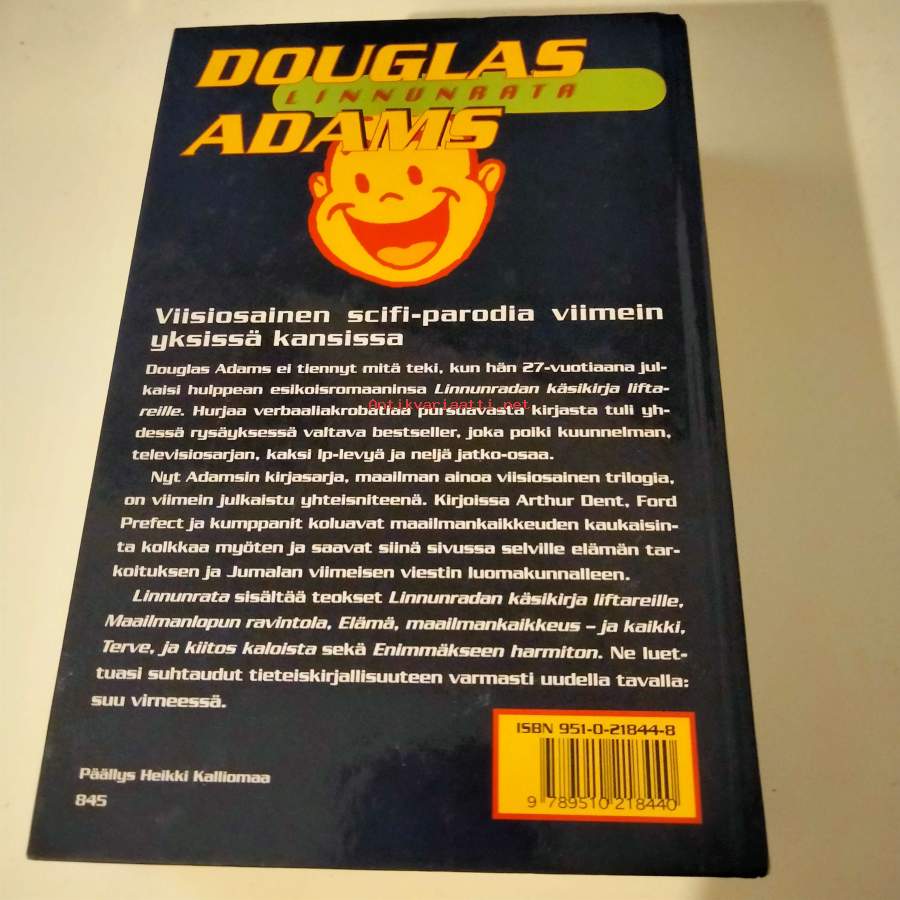 DOUGLAS
LINNUNRATA
ADAMS
Viisiosainen scifi-parodia viimein
yksissä kansissa
Douglas Adams ei tiennyt mitä teki, kun hän 27-vuotiaana jul-
kaisi hulppean esikoisromaaninsa Linnunradan käsikirja lifta-
reille. Hurjaa verbaaliakrobatiaa pursuavasta kirjasta tuli yh-
Antikvariaatti.net
dessä rysäyksessä valtava bestseller, joka poiki kuunnelman,
televisiosarjan, kaksi lp-levyä ja neljä jatko-osaa.
Nyt Adamsin kirjasarja, maailman ainoa viisiosainen trilogia,
on viimein julkaistu yhteisniteenä. Kirjoissa Arthur Dent, Ford
Prefect ja kumppanit koluavat maailmankaikkeuden kaukaisin-
ta kolkkaa myöten ja saavat siinä sivussa selville elämän tar-
koituksen ja Jumalan viimeisen viestin luomakunnalleen.
Linnunrata sisältää teokset Linnunradan käsikirja liftareille,
Maailmanlopun ravintola, Elämä, maailmankaikkeus – ja kaikki,
Terve, ja kiitos kaloista sekä Enimmäkseen harmiton. Ne luet-
tuasi suhtaudut tieteiskirjallisuuteen varmasti uudella tavalla:
suu virneessä.
ISBN 951-0-21844-8
9 789510 218440
Päällys Heikki Kalliomaa
845